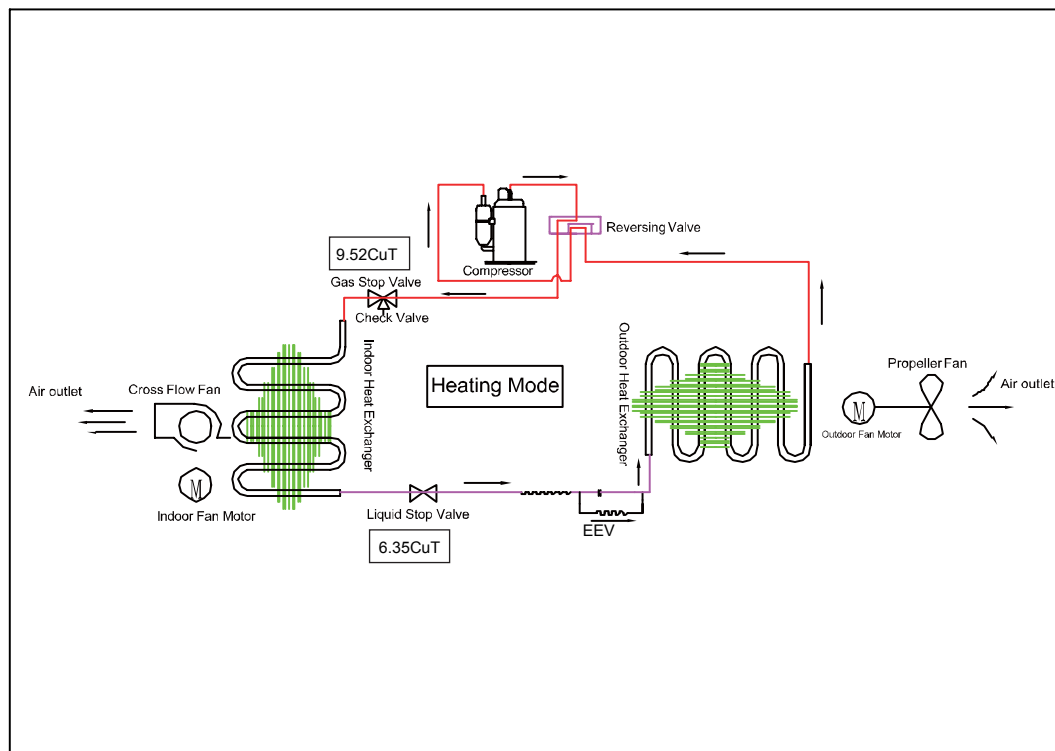 Reversing Valve
9.52CuT
Compressor
Gas Stop Valve
Check Valve
Indoor Heat Exchanger
Outdoor Heat Exchanger
Heating Mode
Air outlet
Cross Flow Fan
Propeller Fan
Air outlet
M
Outdoor Fan Motor
M
Indoor Fan Motor
Liquid Stop Valve
EEV
6.35CuT